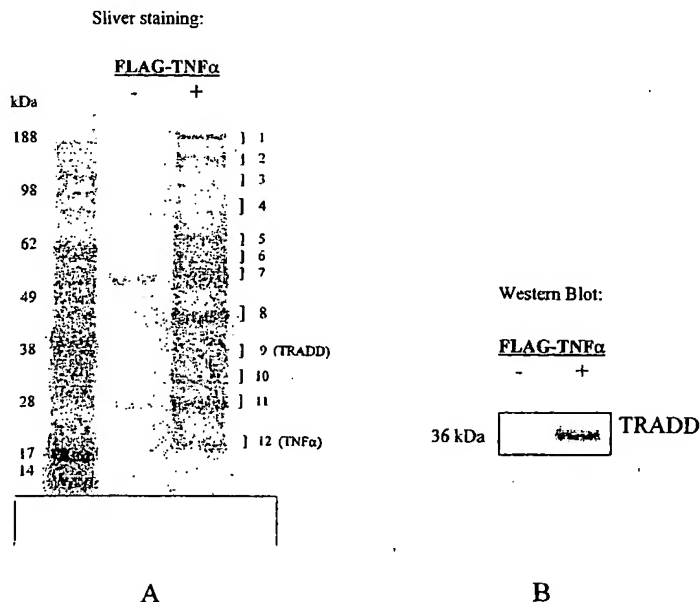 Sliver staining:
FLAG-TNFα
- +
kDa
188
98
62
49
38
28
17
14
] 1
] 2
] 3
] 4
] 5
] 6
] 7
] 8
] 9 (TRADD)
] 10
] 11
] 12 (TNFα)
A
Western Blot:
FLAG-TNFα
- +
36 kDa
TRADD
B